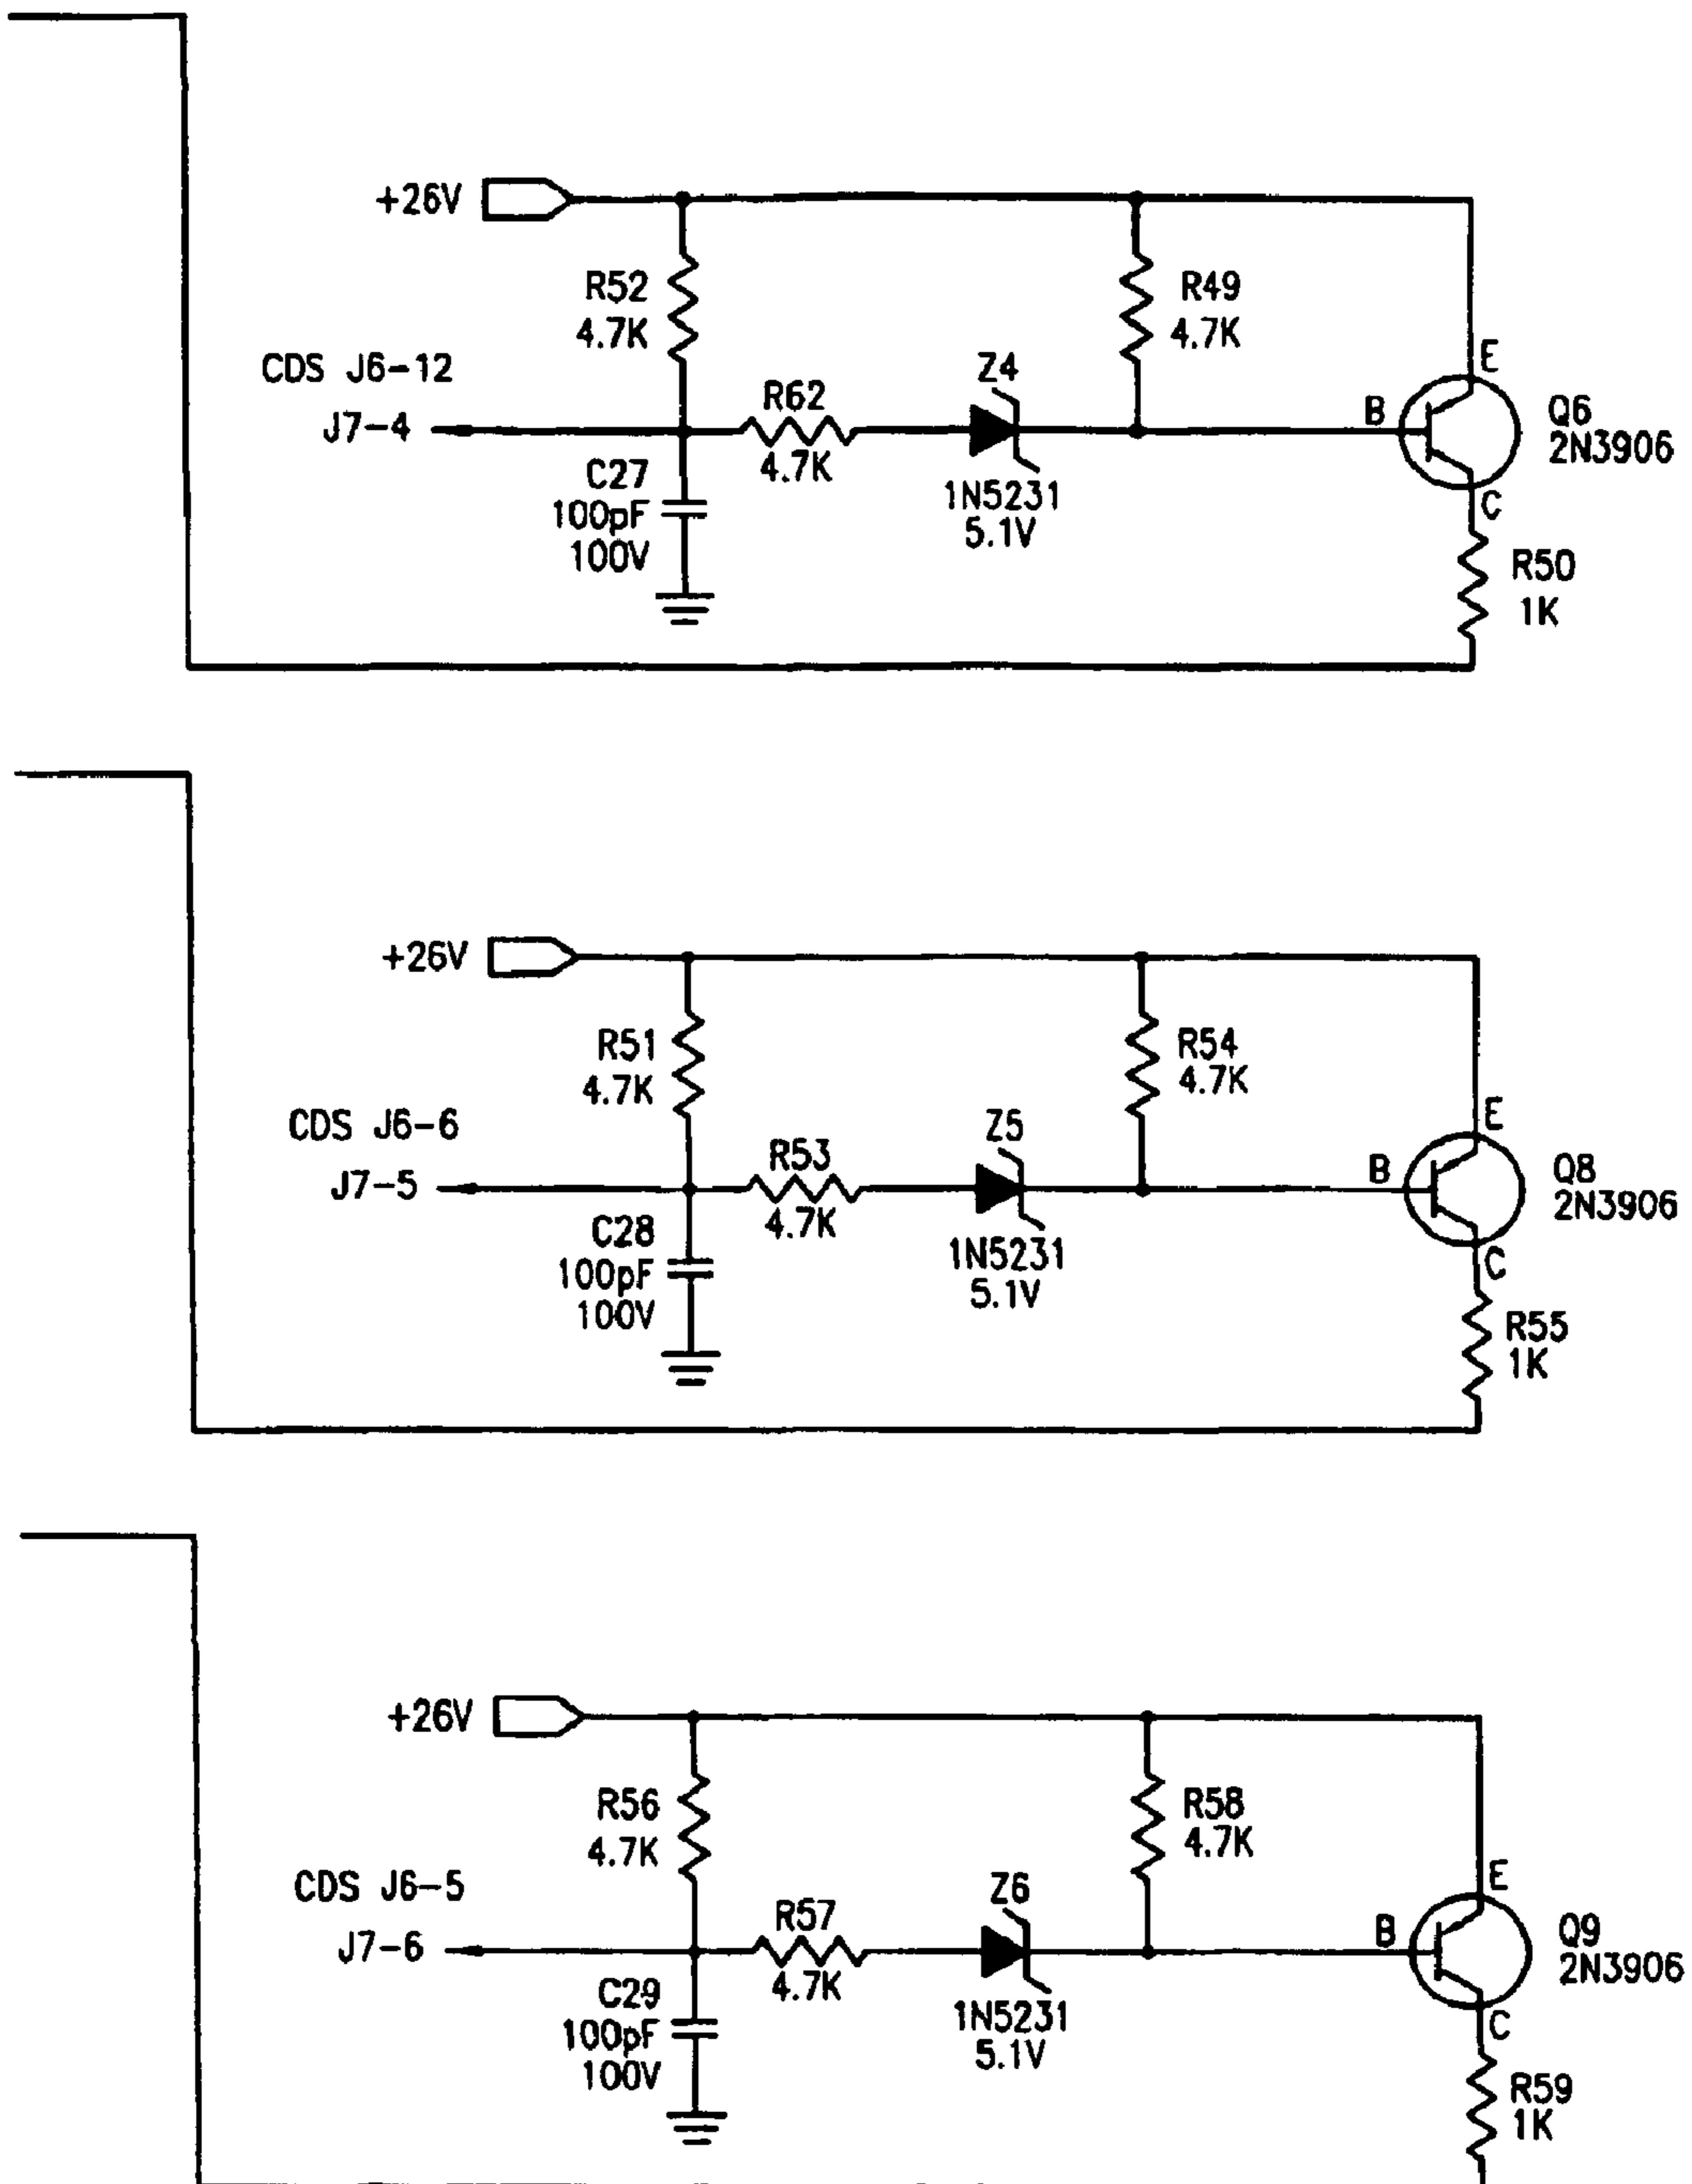 +26V
R52
4.7K
R49
4.7K
CDS J6-12
J7-4
R62
4.7K
Z4
1N5231
5.1V
E
B
C
Q6
2N3906
C27
100pF
100V
R50
1K
+26V
R51
4.7K
R54
4.7K
CDS J6-6
J7-5
R53
4.7K
Z5
1N5231
5.1V
E
B
C
Q8
2N3906
C28
100pF
100V
R55
1K
+26V
R56
4.7K
R58
4.7K
CDS J6-5
J7-6
R57
4.7K
Z6
1N5231
5.1V
E
B
C
Q9
2N3906
C29
100pF
100V
R59
1K